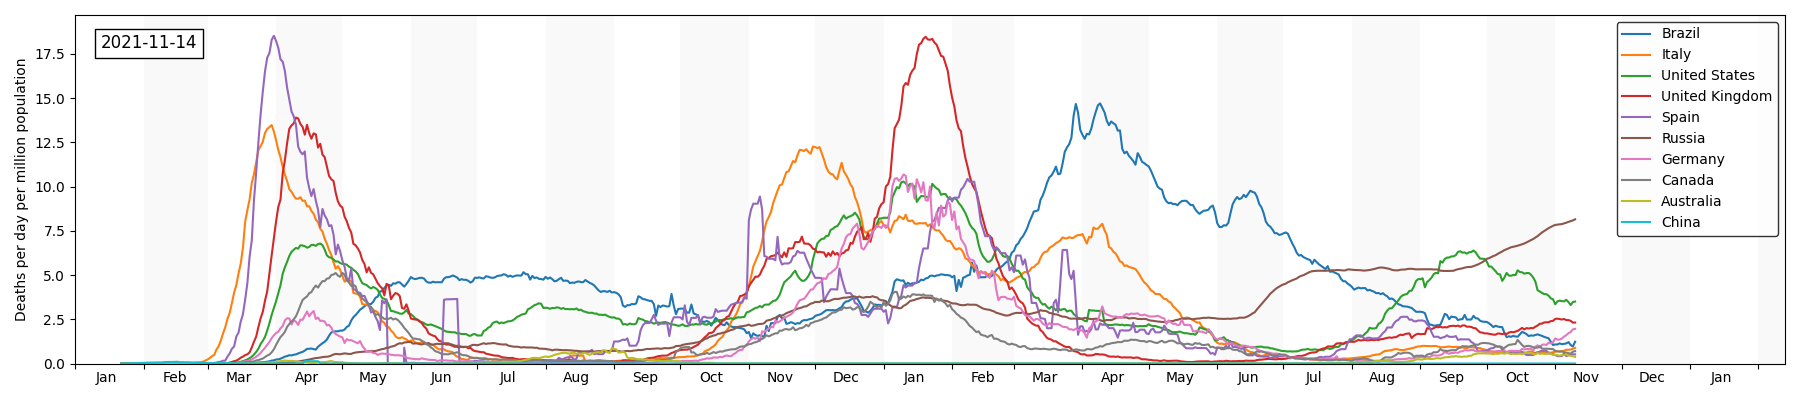 2021-11-14
Deaths per day per million population
17.5
15.0
12.5
10.0
7.5
5.0
2.5
0.0
Jan Feb Mar Apr May Jun Jul Aug Sep Oct Nov Dec Jan Feb Mar Apr May Jun Jul Aug Sep Oct Nov Dec Jan
Brazil
Italy
United States
United Kingdom
Spain
Russia
Germany
Canada
Australia
China